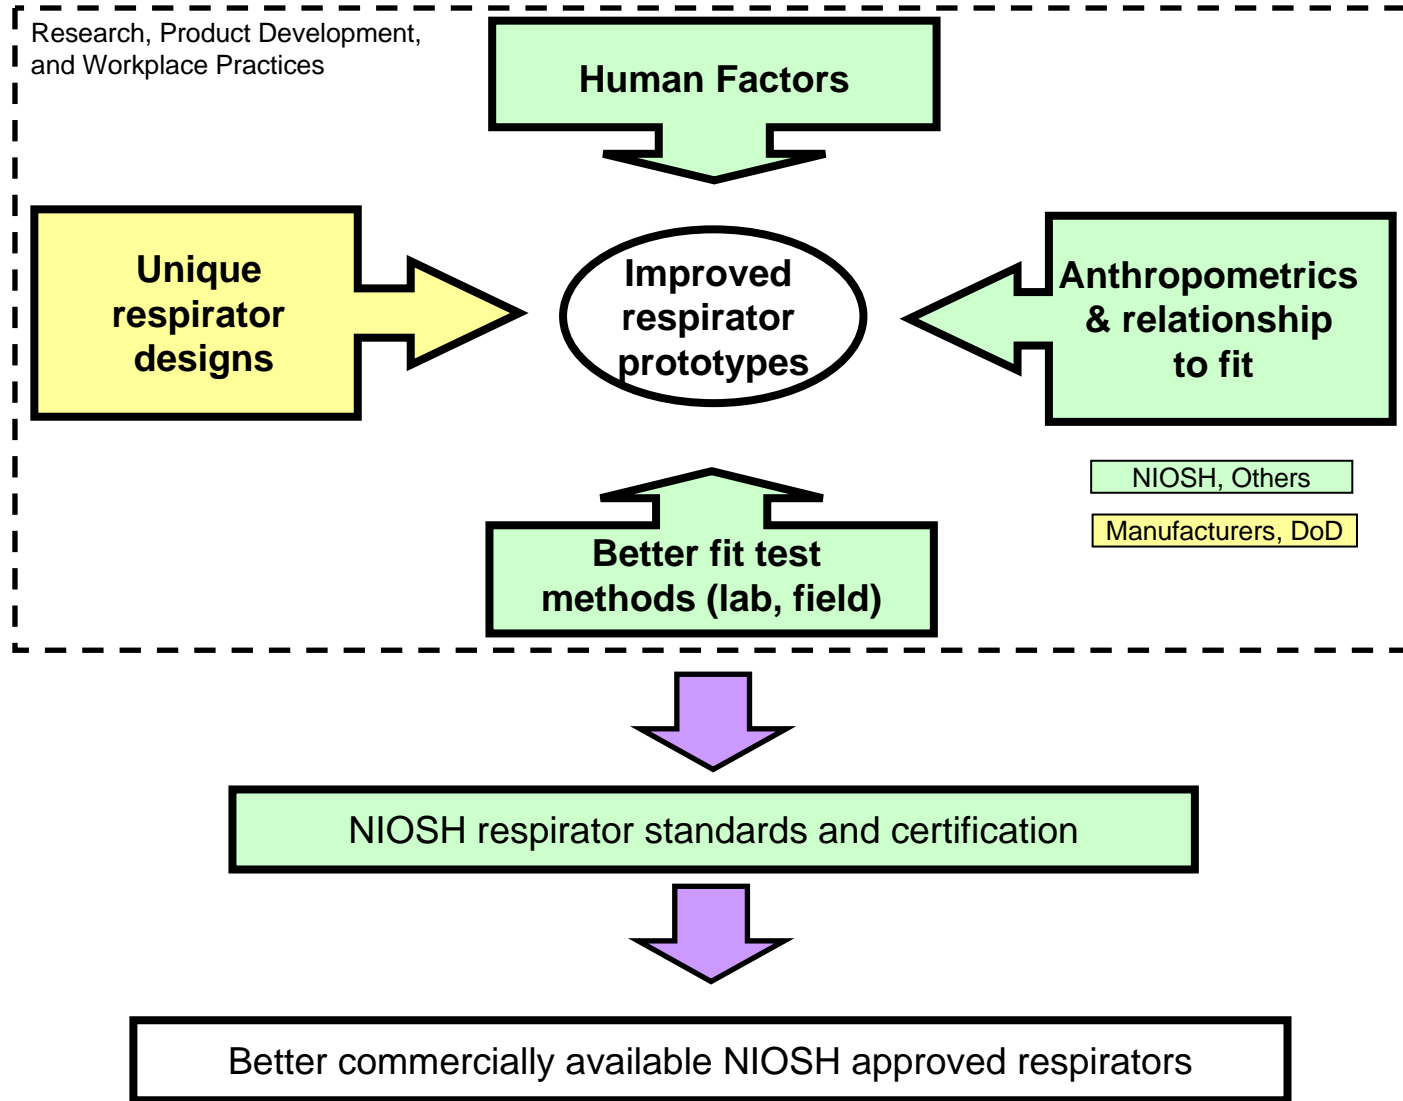 Research, Product Development,
and Workplace Practices
Human Factors
Unique
respirator
designs
Improved
respirator
prototypes
Anthropometrics
& relationship
to fit
NIOSH, Others
Manufacturers, DoD
Better fit test
methods (lab, field)
NIOSH respirator standards and certification
Better commercially available NIOSH approved respirators